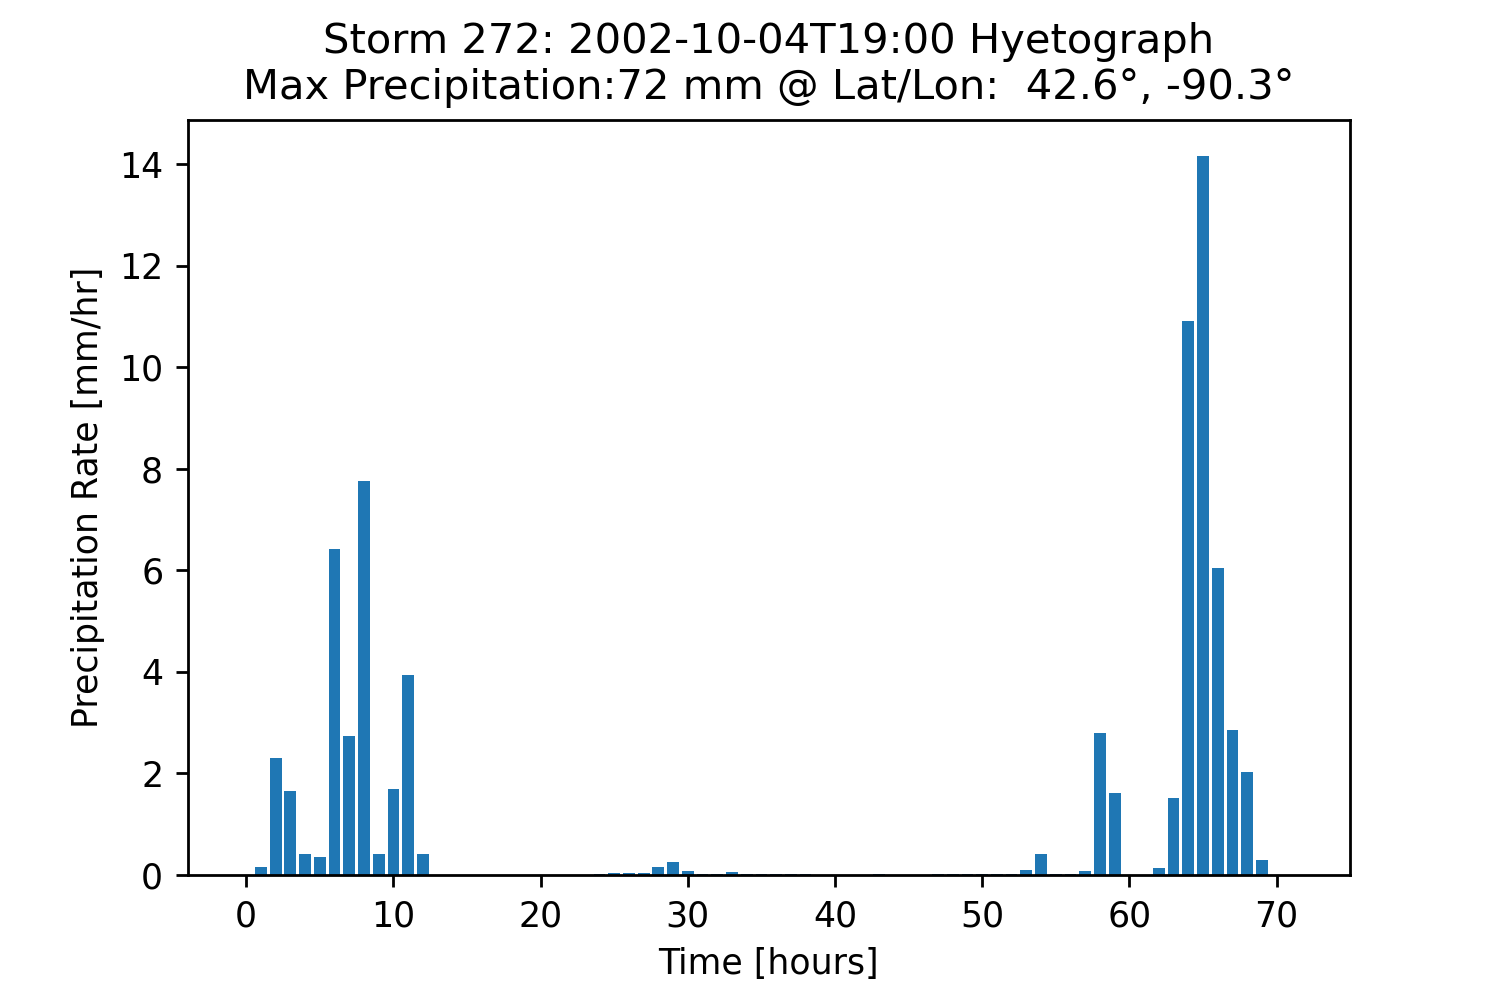 Storm 272: 2002-10-04T19:00 Hyetograph
Max Precipitation:72 mm @ Lat/Lon:  42.6°, -90.3°
Precipitation Rate [mm/hr]
14
12
10
8
6
4
2
0
0 10 20 30 40 50 60 70
Time [hours]